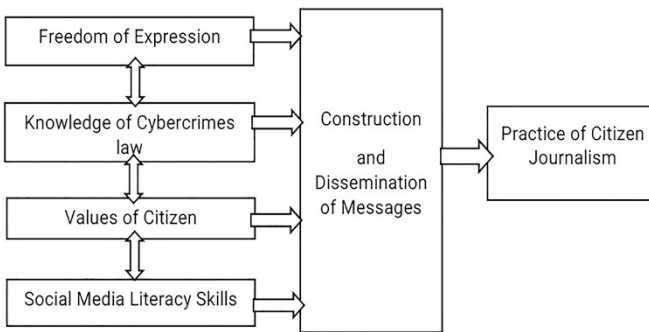 Freedom of Expression
Knowledge of Cybercrimes
law
Values of Citizen
Social Media Literacy Skills
Construction
and
Dissemination
of Messages
Practice of Citizen
Journalism